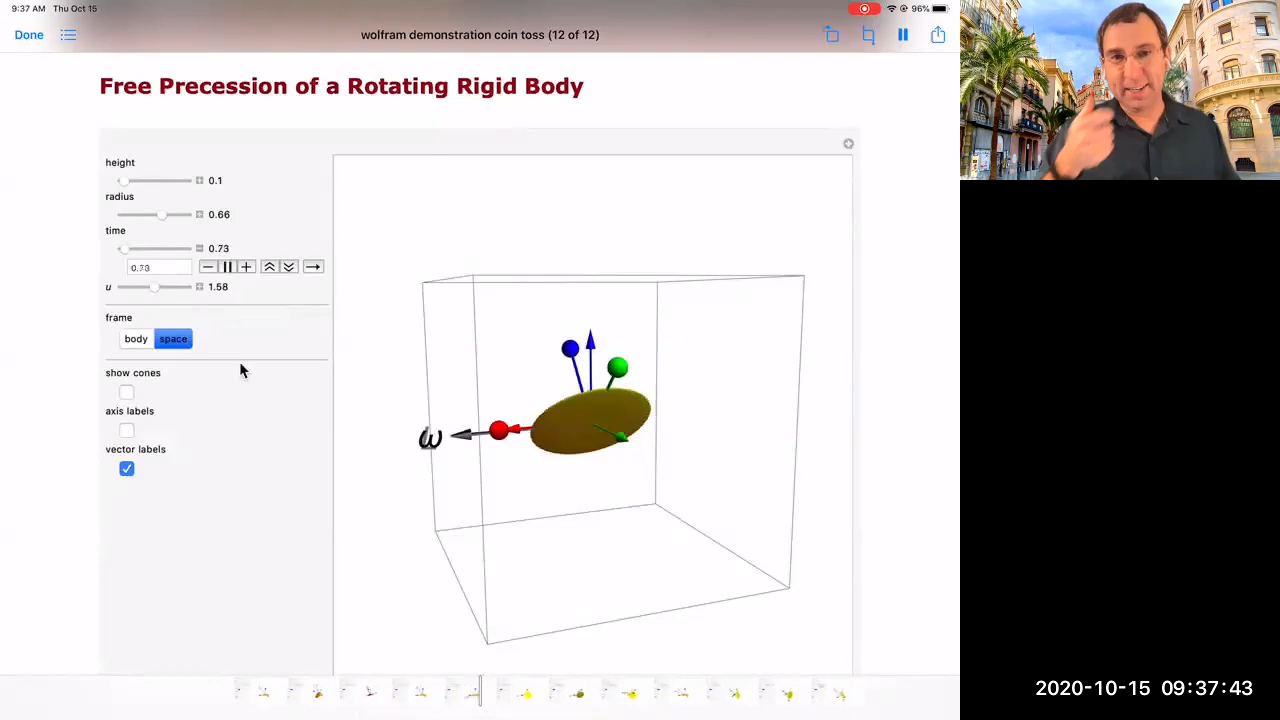 9:37 AM Thu Oct 15
96%
Done
wolfram demonstration coin toss (12 of 12)
Free Precession of a Rotating Rigid Body
height
0.1
radius
0.66
time
0.73
0.73
u
1.58
frame
body space
show cones
axis labels
vector labels
ω
2020-10-15 09:37:43